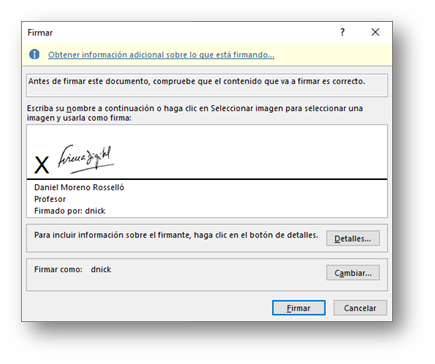 Firmar
Obtener información adicional sobre lo que está firmando...
Antes de firmar este documento, compruebe que el contenido que va a firmar es correcto.
Escriba su nombre a continuación o haga clic en Seleccionar imagen para seleccionar una
imagen y usarla como firma:
X Firma digital
Daniel Moreno Rosselló
Profesor
Firmado por: dnick
Para incluir información sobre el firmante, haga clic en el botón de detalles.
Detalles...
Firmar como: dnick
Cambiar...
Firmar
Cancelar